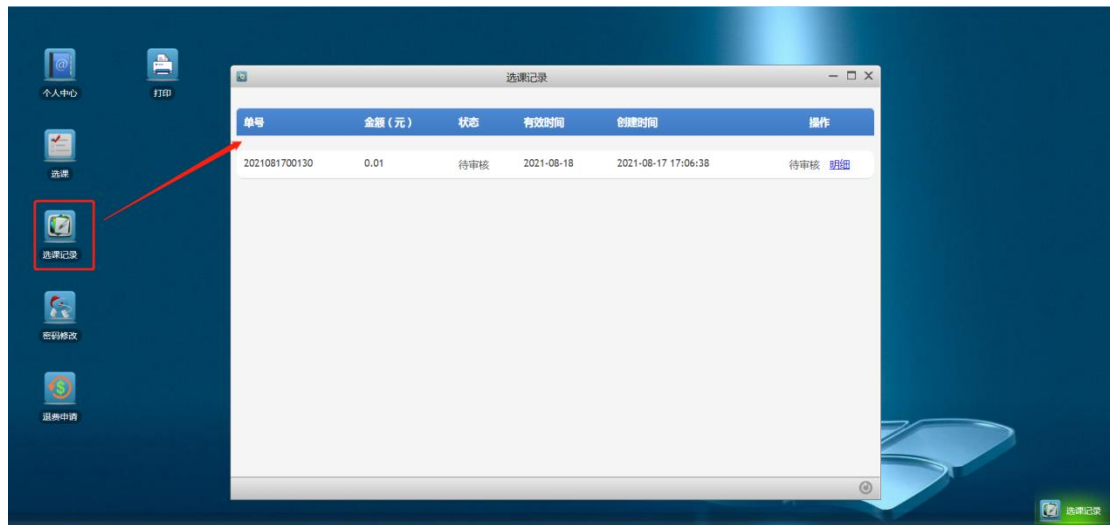 个人中心
打印
选课
选课记录
密码修改
退费申请
选课记录
单号 金额（元） 状态 有效时间 创建时间 操作
2021081700130 0.01 待审核 2021-08-18 2021-08-17 17:06:38 待审核 明细
选课记录